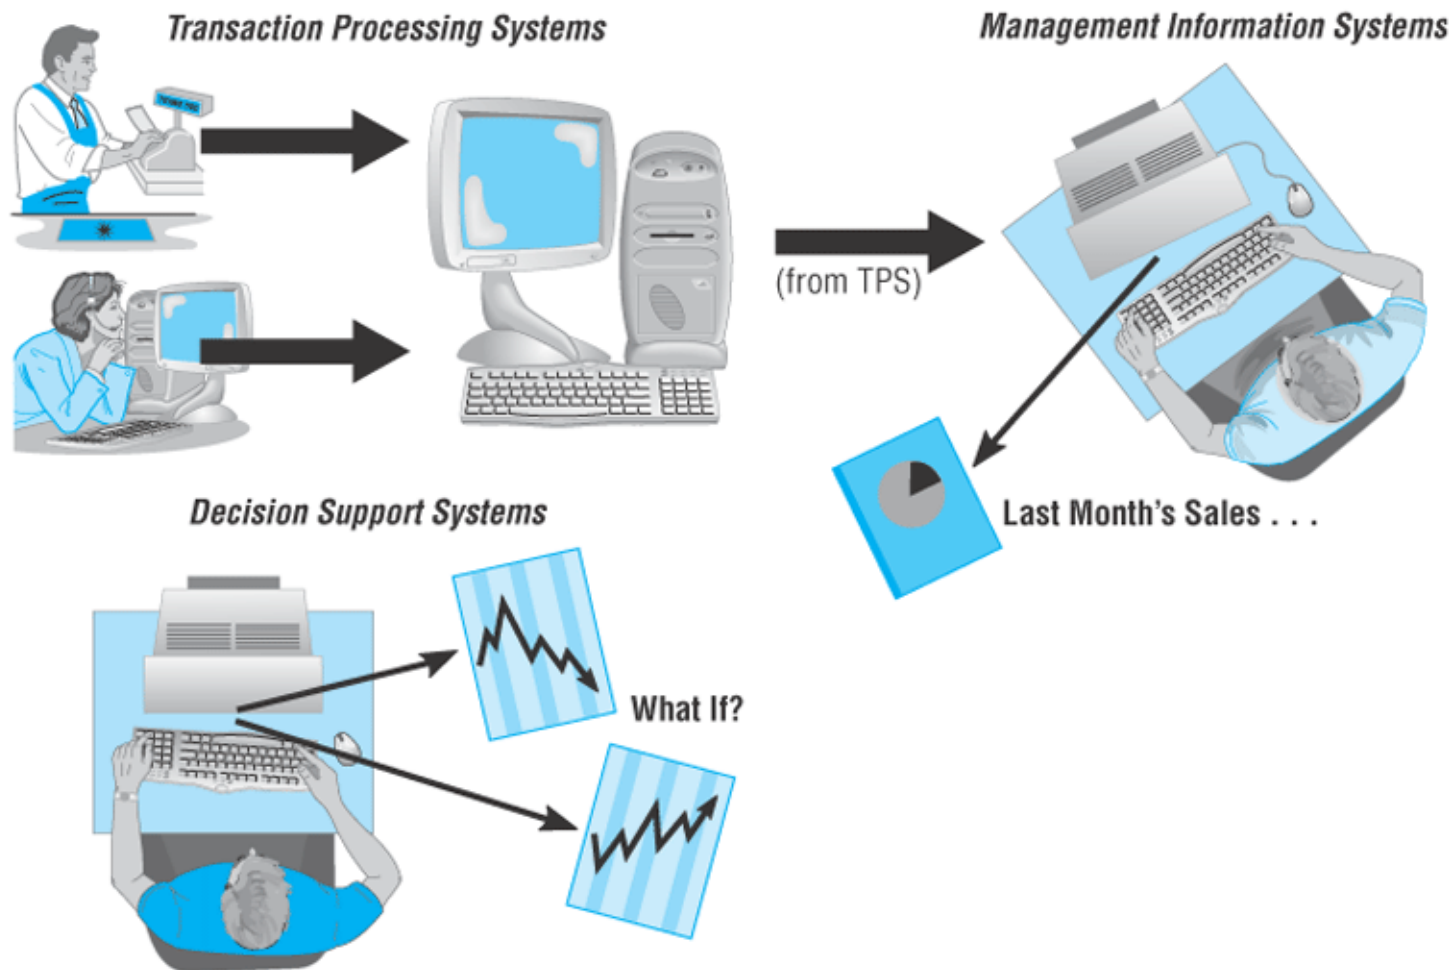 Transaction Processing Systems
Management Information Systems
(from TPS)
Last Month's Sales . . .
Decision Support Systems
What If?